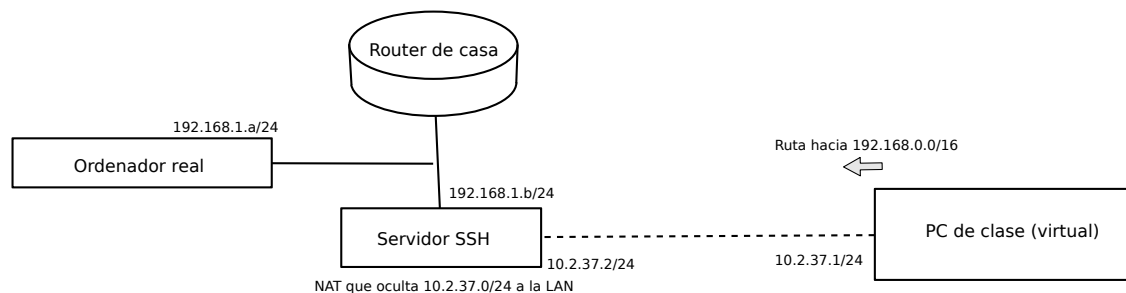 Router de casa
192.168.1.a/24
Ordenador real
Ruta hacia 192.168.0.0/16
192.168.1.b/24
Servidor SSH
PC de clase (virtual)
10.2.37.2/24
10.2.37.1/24
NAT que oculta 10.2.37.0/24 a la LAN